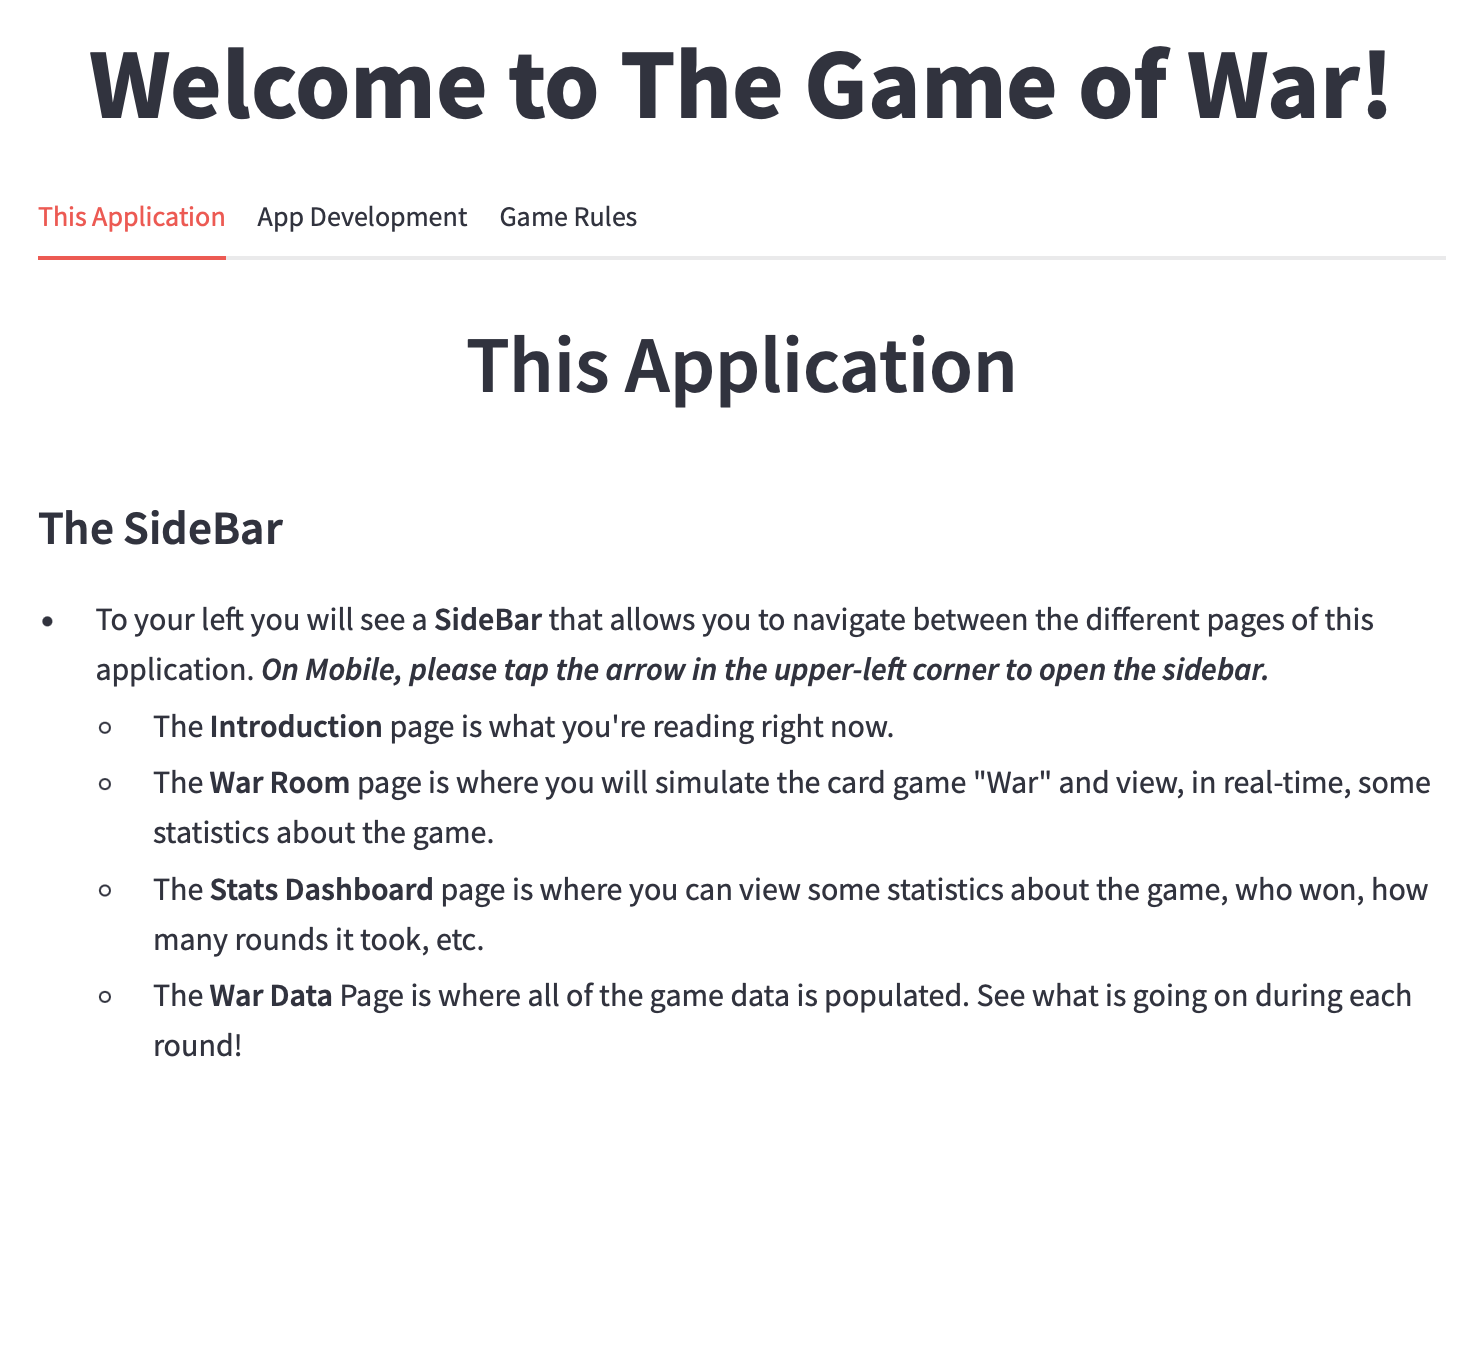 Welcome to The Game of War!
This Application App Development Game Rules
This Application
The SideBar
• To your left you will see a SideBar that allows you to navigate between the different pages of this
application. On Mobile, please tap the arrow in the upper-left corner to open the sidebar.
◦ The Introduction page is what you're reading right now.
◦ The War Room page is where you will simulate the card game "War" and view, in real-time, some
statistics about the game.
◦ The Stats Dashboard page is where you can view some statistics about the game, who won, how
many rounds it took, etc.
◦ The War Data Page is where all of the game data is populated. See what is going on during each
round!